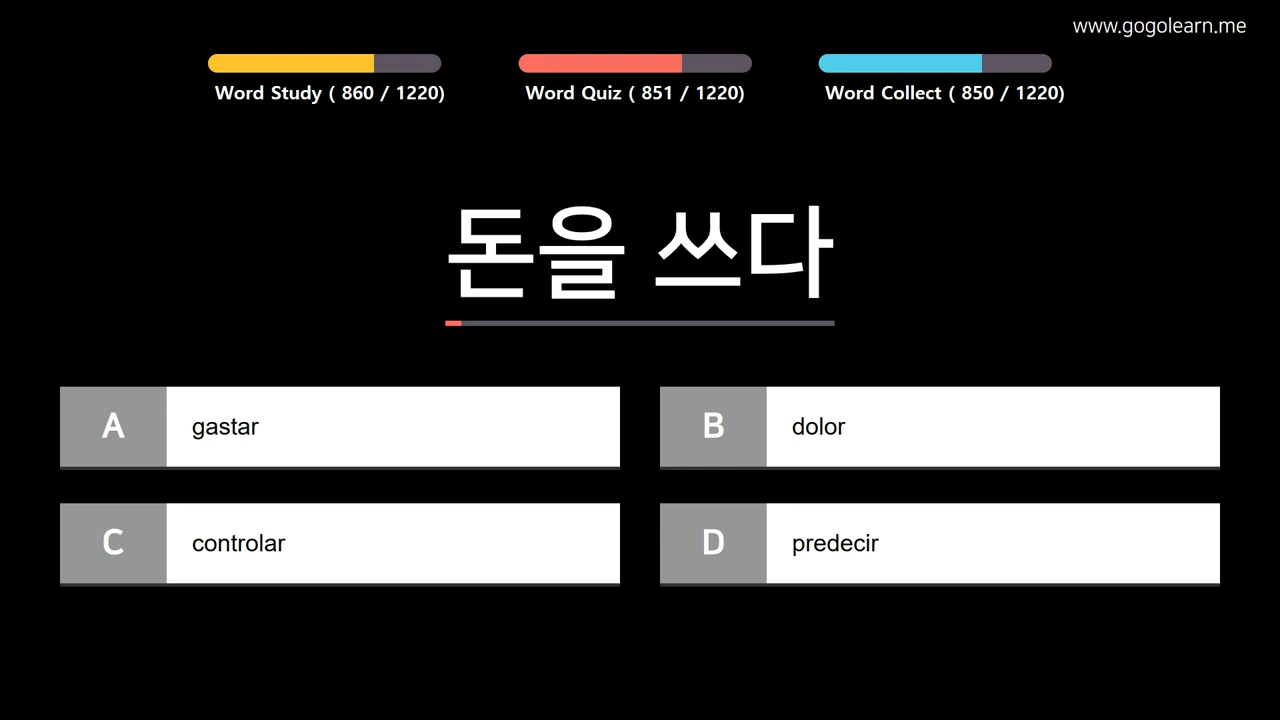 www.gogolearn.me
Word Study ( 860 / 1220)
Word Quiz ( 851 / 1220)
Word Collect ( 850 / 1220)
돈을 쓰다
A gastar
B dolor
C controlar
D predecir